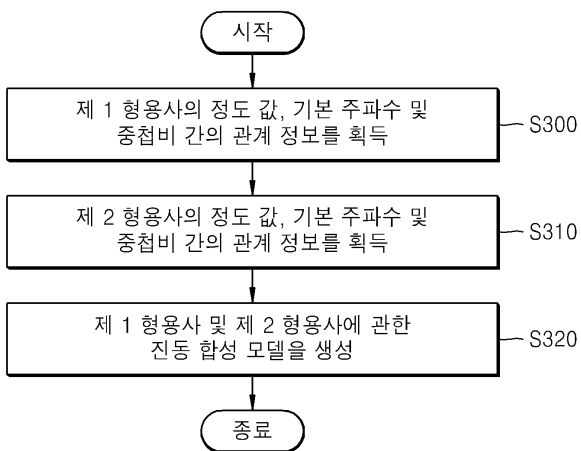 시작
제 1 형용사의 정도 값, 기본 주파수 및
중첩비 간의 관계 정보를 획득
S300
제 2 형용사의 정도 값, 기본 주파수 및
중첩비 간의 관계 정보를 획득
S310
제 1 형용사 및 제 2 형용사에 관한
진동 합성 모델을 생성
S320
종료